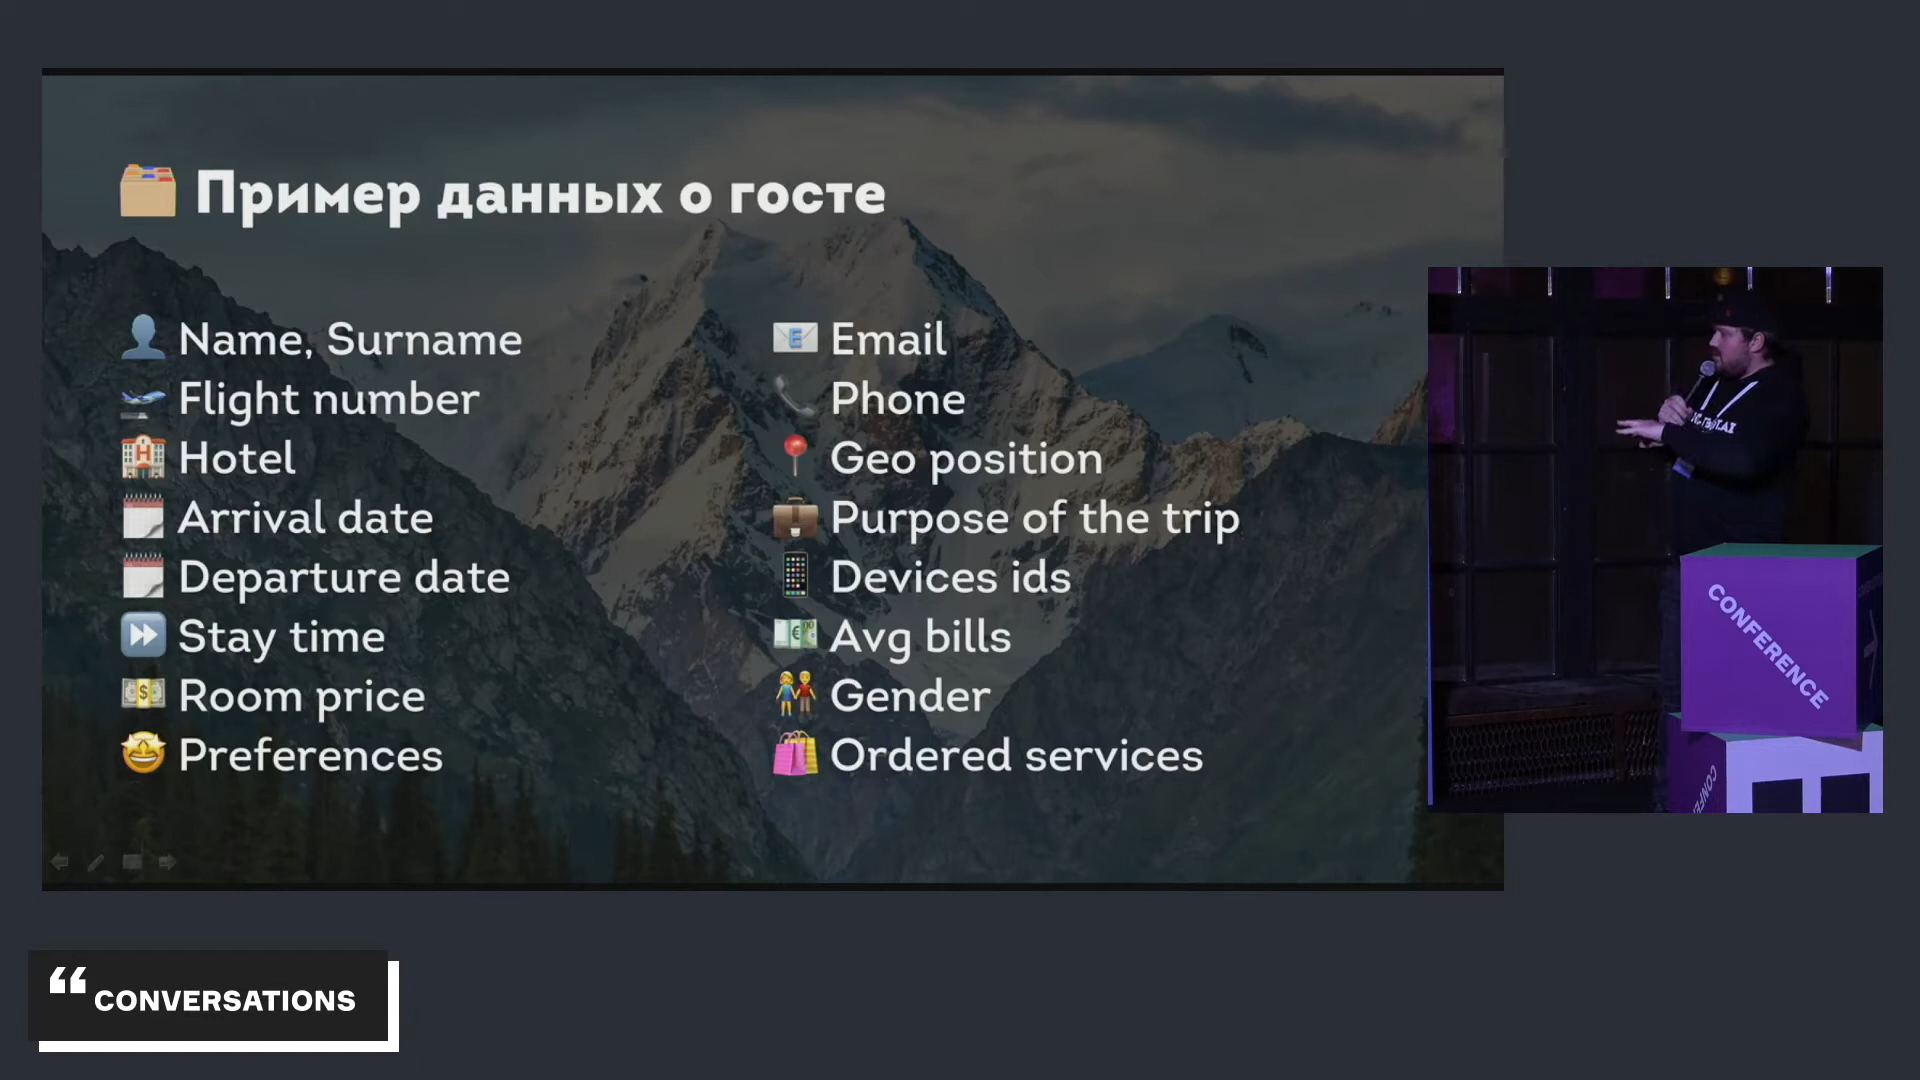 Пример данных о госте
Name, Surname
Flight number
Hotel
Arrival date
Departure date
Stay time
Room price
Preferences
Email
Phone
Geo position
Purpose of the trip
Devices ids
Avg bills
Gender
Ordered services
CONFERENCE
“ CONVERSATIONS